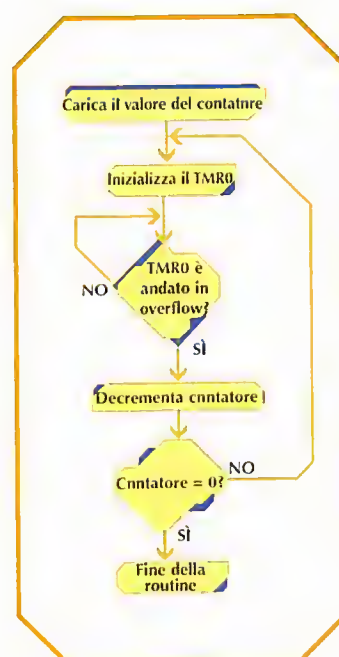 Carica il valore del contatnre
Inizializza il TMR0
TMR0 è
andato in
overflow?
NO
SÌ
Decrementa cnntatore
Cnntatore = 0?
NO
SÌ
Fine della
routine